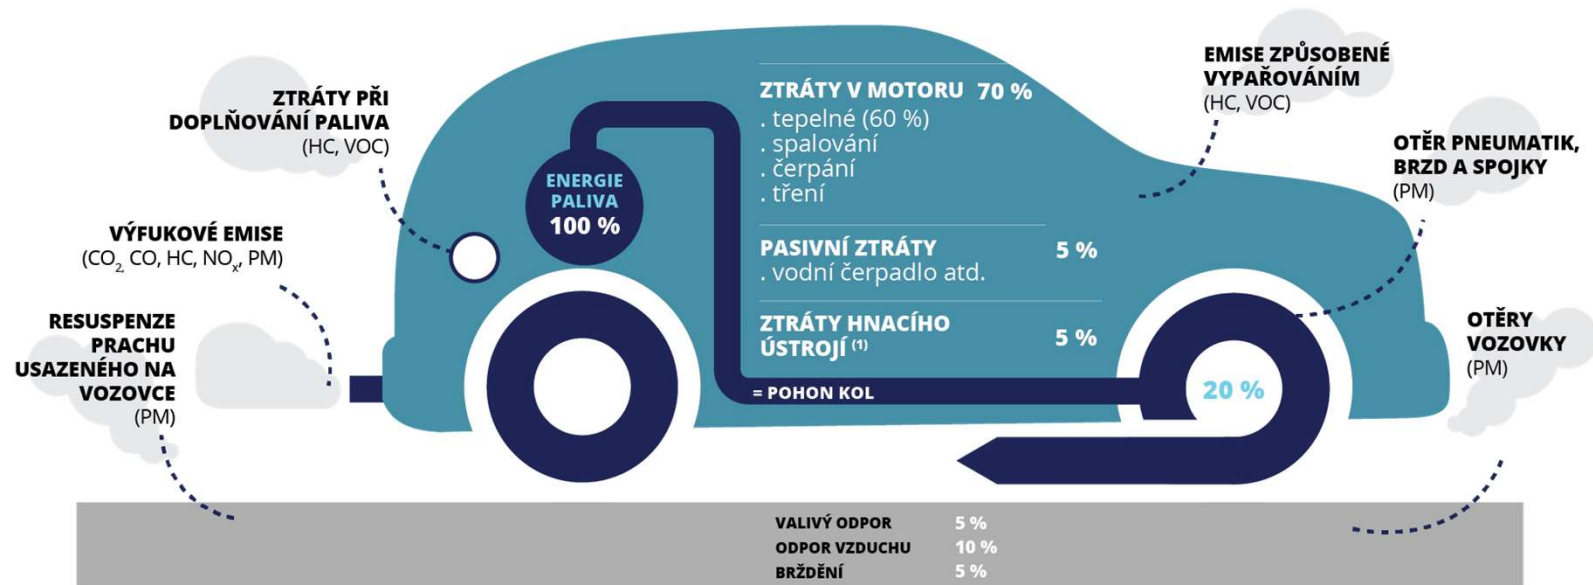 ZTRÁTY PŘI
DOPLŇOVÁNÍ PALIVA
(HC, VOC)
VÝFUKOVÉ EMISE
(CO2, CO, HC, NOx, PM)
RESUSPENZE
PRACHU
USAZENÉHO NA
VOZOVCE
(PM)
ENERGIE
PALIVA
100 %
ZTRÁTY V MOTORU 70 %
. tepelné (60 %)
. spalování
. čerpání
. tření
PASIVNÍ ZTRÁTY 5 %
. vodní čerpadlo atd.
ZTRÁTY HNACÍHO
ÚSTROJÍ (1) 5 %
= POHON KOL
20 %
EMISE ZPŮSOBENÉ
VYPAŘOVÁNÍM
(HC, VOC)
OTĚR PNEUMATIK,
BRZD A SPOJKY
(PM)
OTĚRY
VOZOVKY
(PM)
VALIVÝ ODPOR 5 %
ODPOR VZDUCHU 10 %
BRŽDĚNÍ 5 %